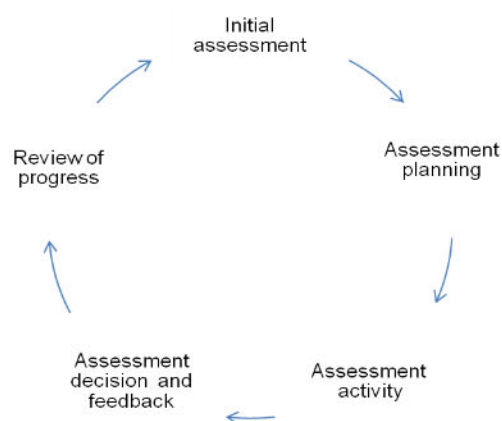 Initial
assessment
Assessment
planning
Assessment
activity
Assessment
decision and
feedback
Review of
progress